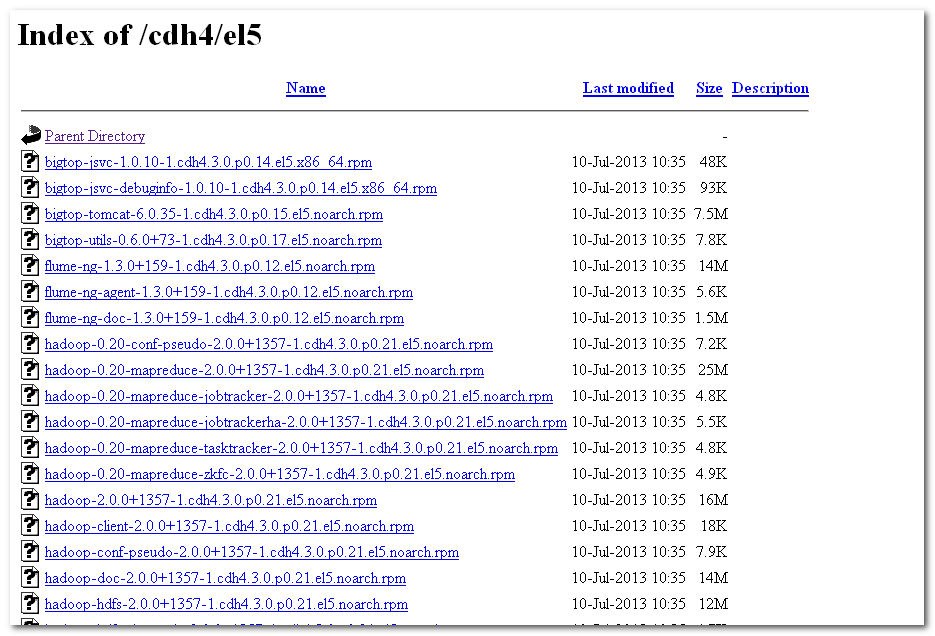 Index of /cdh4/el5
Name Last modified Size Description
Parent Directory -
bigtop-jsvc-1.0.10-1.cdh4.3.0.p0.14.el5.x86_64.rpm 10-Jul-2013 10:35 48K
bigtop-jsvc-debuginfo-1.0.10-1.cdh4.3.0.p0.14.el5.x86_64.rpm 10-Jul-2013 10:35 93K
bigtop-tomcat-6.0.35-1.cdh4.3.0.p0.15.el5.noarch.rpm 10-Jul-2013 10:35 7.5M
bigtop-utils-0.6.0+73-1.cdh4.3.0.p0.17.el5.noarch.rpm 10-Jul-2013 10:35 7.8K
flume-ng-1.3.0+159-1.cdh4.3.0.p0.12.el5.noarch.rpm 10-Jul-2013 10:35 14M
flume-ng-agent-1.3.0+159-1.cdh4.3.0.p0.12.el5.noarch.rpm 10-Jul-2013 10:35 5.6K
flume-ng-doc-1.3.0+159-1.cdh4.3.0.p0.12.el5.noarch.rpm 10-Jul-2013 10:35 1.5M
hadoop-0.20-conf-pseudo-2.0.0+1357-1.cdh4.3.0.p0.21.el5.noarch.rpm 10-Jul-2013 10:35 7.2K
hadoop-0.20-mapreduce-2.0.0+1357-1.cdh4.3.0.p0.21.el5.noarch.rpm 10-Jul-2013 10:35 25M
hadoop-0.20-mapreduce-jobtracker-2.0.0+1357-1.cdh4.3.0.p0.21.el5.noarch.rpm 10-Jul-2013 10:35 4.8K
hadoop-0.20-mapreduce-jobtrackerha-2.0.0+1357-1.cdh4.3.0.p0.21.el5.noarch.rpm 10-Jul-2013 10:35 5.5K
hadoop-0.20-mapreduce-tasktracker-2.0.0+1357-1.cdh4.3.0.p0.21.el5.noarch.rpm 10-Jul-2013 10:35 4.8K
hadoop-0.20-mapreduce-zkfc-2.0.0+1357-1.cdh4.3.0.p0.21.el5.noarch.rpm 10-Jul-2013 10:35 4.9K
hadoop-2.0.0+1357-1.cdh4.3.0.p0.21.el5.noarch.rpm 10-Jul-2013 10:35 16M
hadoop-client-2.0.0+1357-1.cdh4.3.0.p0.21.el5.noarch.rpm 10-Jul-2013 10:35 18K
hadoop-conf-pseudo-2.0.0+1357-1.cdh4.3.0.p0.21.el5.noarch.rpm 10-Jul-2013 10:35 7.9K
hadoop-doc-2.0.0+1357-1.cdh4.3.0.p0.21.el5.noarch.rpm 10-Jul-2013 10:35 14M
hadoop-hdfs-2.0.0+1357-1.cdh4.3.0.p0.21.el5.noarch.rpm 10-Jul-2013 10:35 12M